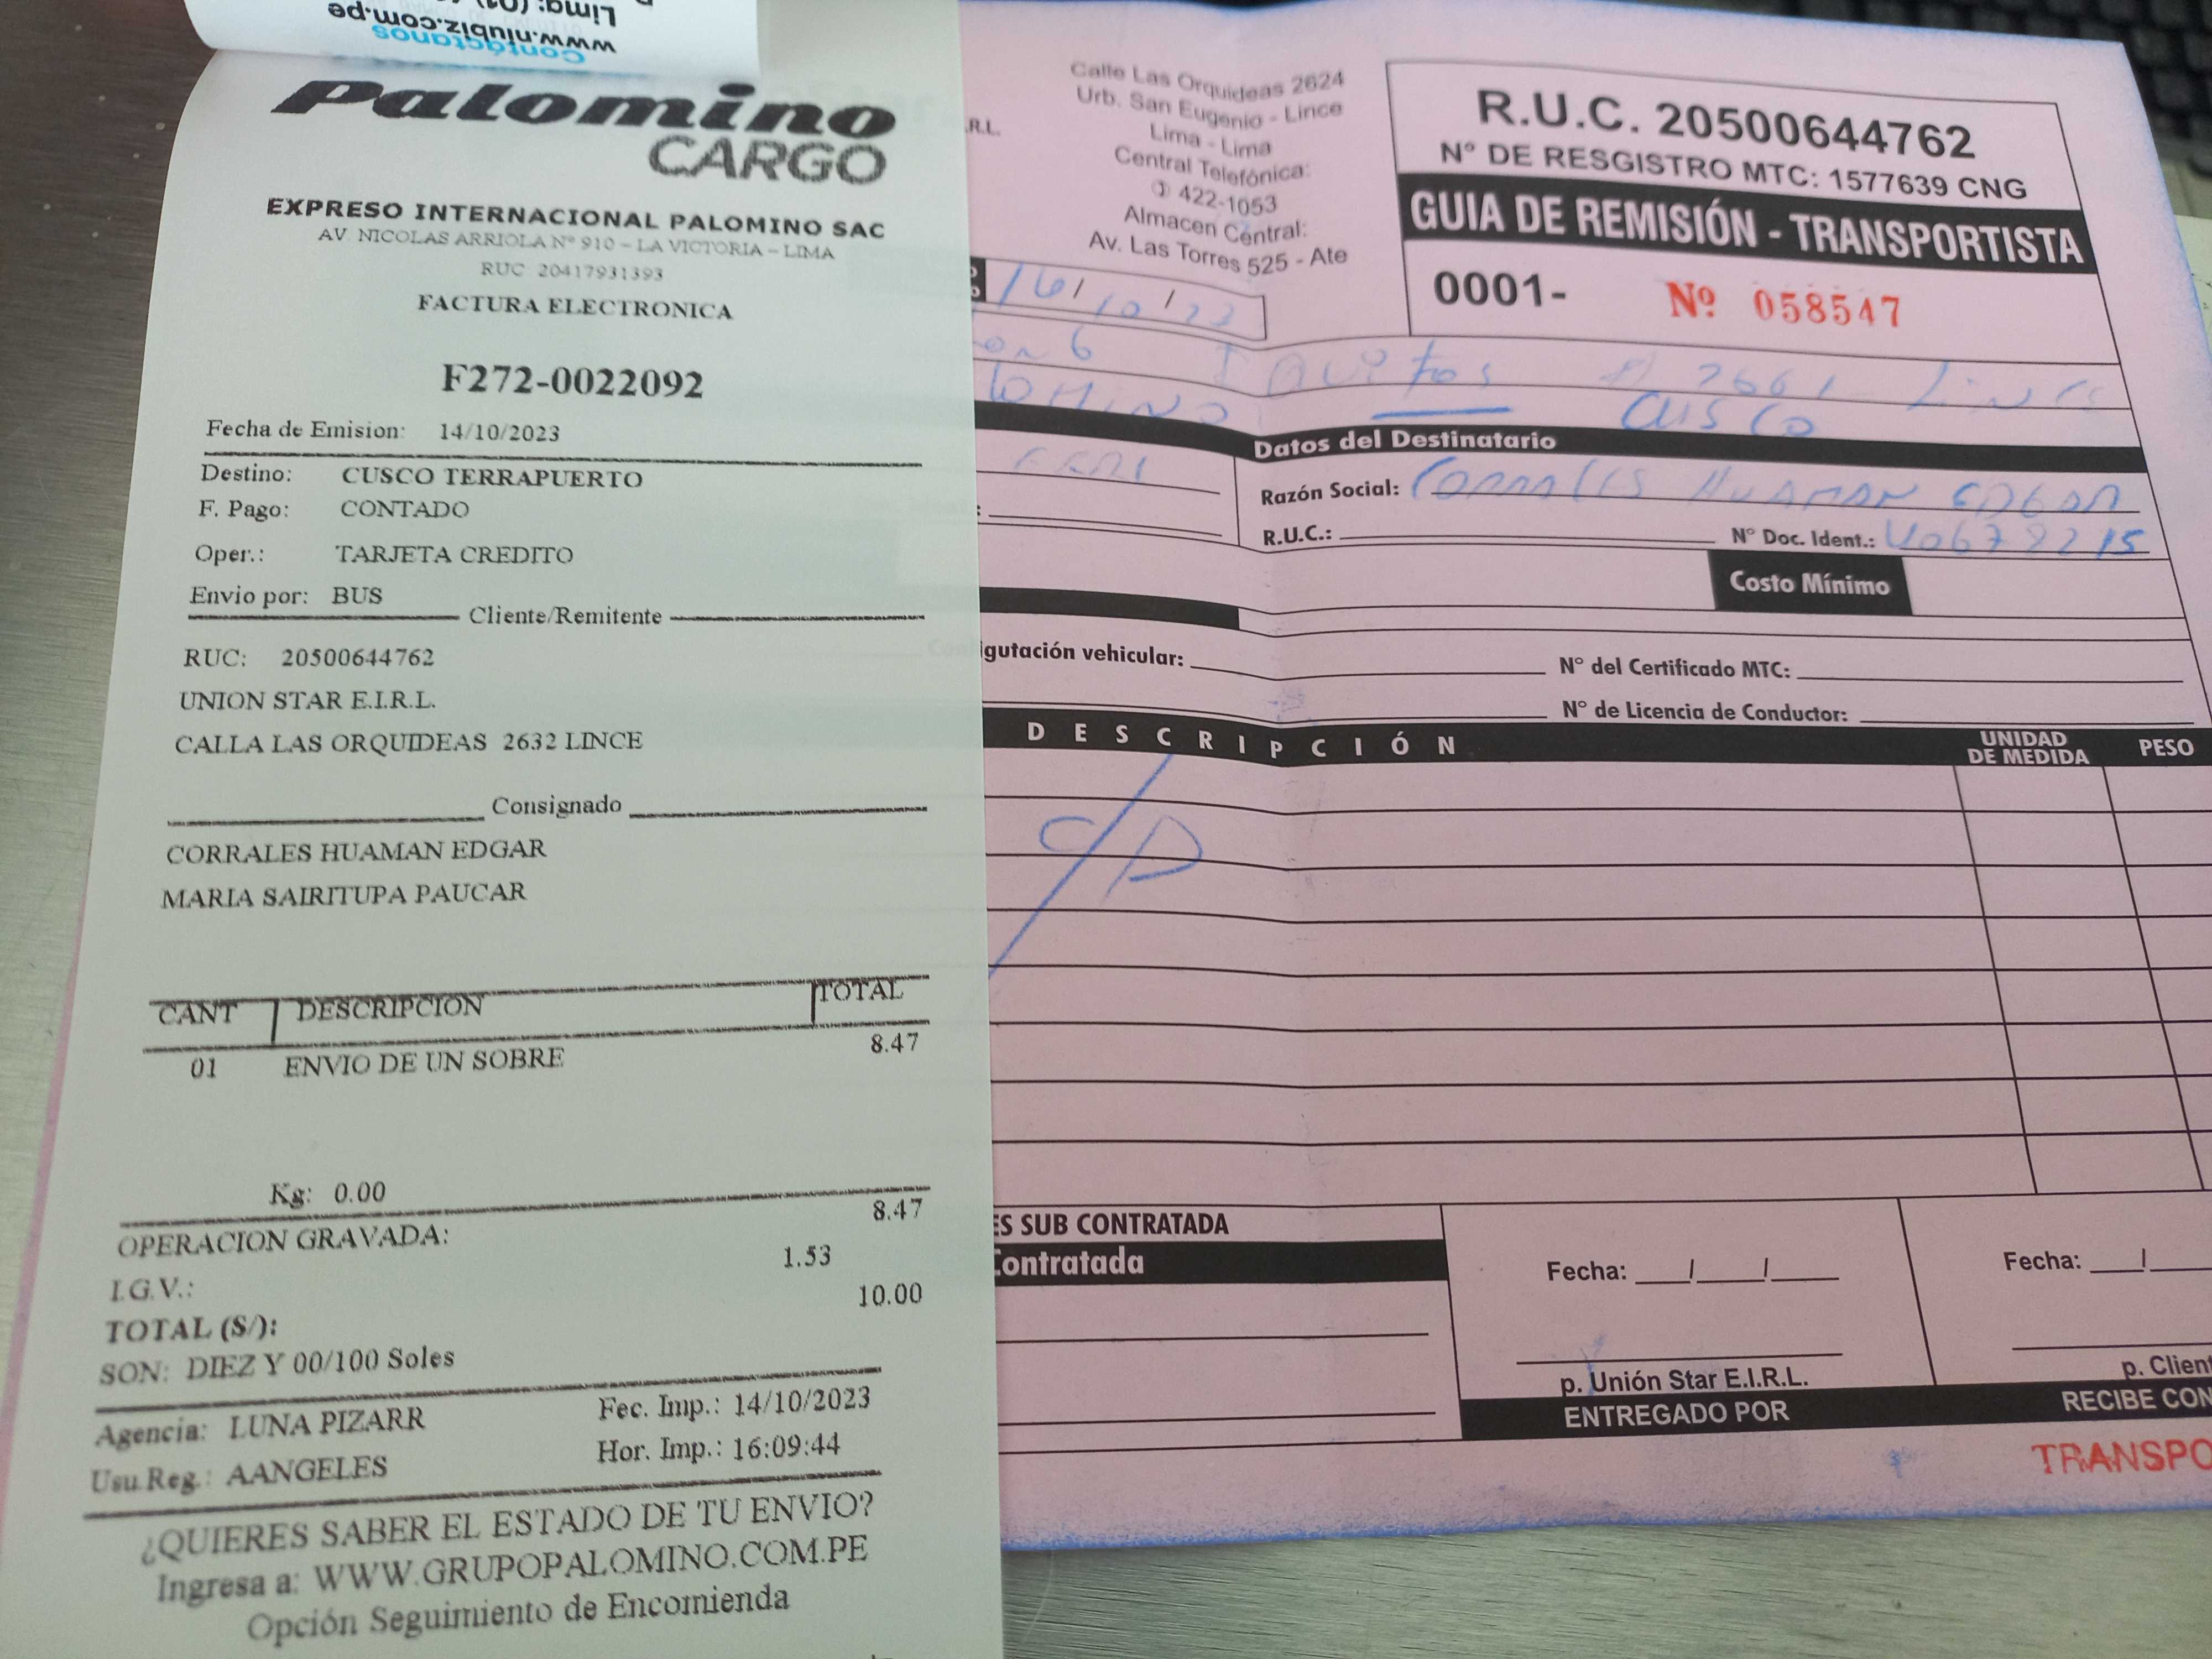 Contáctanos
www.niubiz.com.pe
Palomino
CARGO
EXPRESO INTERNACIONAL PALOMINO SAC
AV. NICOLAS ARRIOLA Nº 910 – LA VICTORIA – LIMA
RUC 20417931393
FACTURA ELECTRONICA
F272-0022092
Fecha de Emision: 14/10/2023
Destino: CUSCO TERRAPUERTO
F. Pago: CONTADO
Oper.: TARJETA CREDITO
Envio por: BUS
Cliente/Remitente
RUC: 20500644762
UNION STAR E.I.R.L.
CALLA LAS ORQUIDEAS 2632 LINCE
Consignado
CORRALES HUAMAN EDGAR
MARIA SAIRITUPA PAUCAR
CANT DESCRIPCION TOTAL
01 ENVIO DE UN SOBRE 8.47
Kg: 0.00
OPERACION GRAVADA: 8.47
I.G.V.: 1.53
TOTAL (S/): 10.00
SON: DIEZ Y 00/100 Soles
Agencia: LUNA PIZARR Fec. Imp.: 14/10/2023
Usu.Reg.: AANGELES Hor. Imp.: 16:09:44
¿QUIERES SABER EL ESTADO DE TU ENVIO?
Ingresa a: WWW.GRUPOPALOMINO.COM.PE
Opción Seguimiento de Encomienda
.R.L.
Calle Las Orquideas 2624
Urb. San Eugenio - Lince
Lima - Lima
Central Telefónica:
✆ 422-1053
Almacen Central:
Av. Las Torres 525 - Ate
R.U.C. 20500644762
Nº DE RESGISTRO MTC: 1577639 CNG
GUIA DE REMISIÓN - TRANSPORTISTA
0001- Nº 058547
CUSCO
Datos del Destinatario
Razón Social: Corrales HUAMAN EDGAR
R.U.C.: N° Doc. Ident.: 40678215
Costo Mínimo
igutación vehicular: N° del Certificado MTC:
N° de Licencia de Conductor:
DESCRIPCIÓN UNIDAD DE MEDIDA PESO
ES SUB CONTRATADA
Contratada
Fecha: / / Fecha: /
p. Unión Star E.I.R.L. p. Client
ENTREGADO POR RECIBE CON
TRANSPO